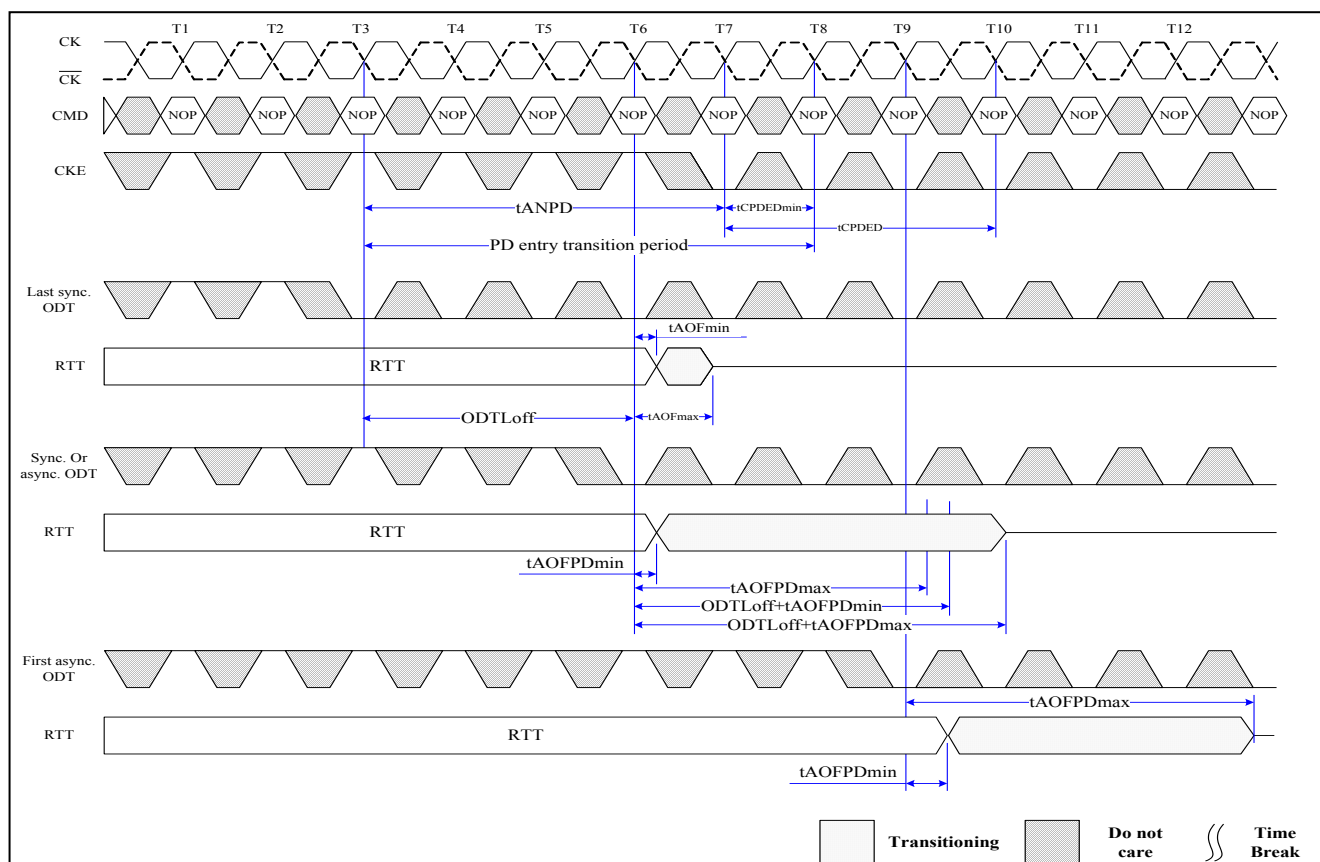 T1 T2 T3 T4 T5 T6 T7 T8 T9 T10 T11 T12
CK
CK
CMD NOP NOP NOP NOP NOP NOP NOP NOP NOP NOP NOP NOP NOP
CKE
tANPD tCPDEDmin
tCPDED
PD entry transition period
Last sync.
ODT
tAOFmin
RTT RTT
ODTLoff tAOFmax
Sync. Or
async. ODT
RTT RTT
tAOFPDmin
tAOFPDmax
ODTLoff+tAOFPDmin
ODTLoff+tAOFPDmax
First async.
ODT
tAOFPDmax
RTT RTT
tAOFPDmin
Transitioning
Do not
care
Time
Break